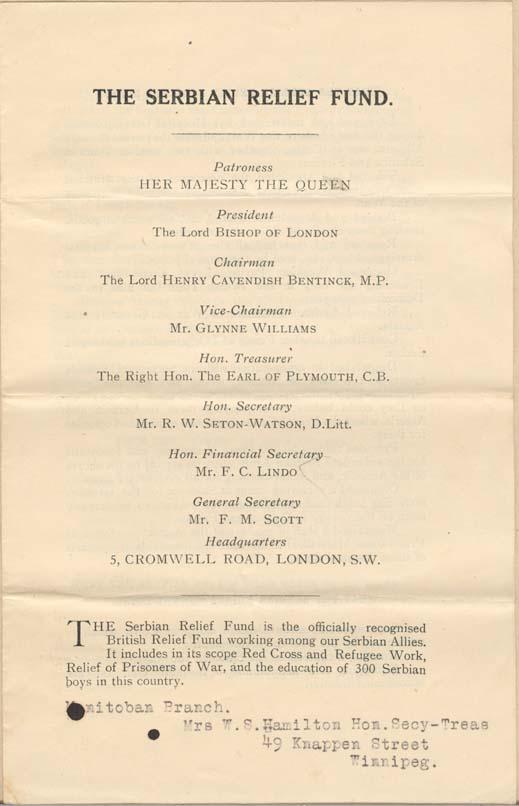 THE SERBIAN RELIEF FUND.
Patroness
HER MAJESTY THE QUEEN
President
The Lord BISHOP OF LONDON
Chairman
The Lord HENRY CAVENDISH BENTINCK, M.P.
Vice-Chairman
Mr. GLYNNE WILLIAMS
Hon. Treasurer
The Right Hon. The EARL OF PLYMOUTH, C.B.
Hon. Secretary
Mr. R. W. SETON-WATSON, D.Litt.
Hon. Financial Secretary
Mr. F. C. LINDO
General Secretary
Mr. F. M. SCOTT
Headquarters
5, CROMWELL ROAD, LONDON, S.W.
THE Serbian Relief Fund is the officially recognised
British Relief Fund working among our Serbian Allies.
It includes in its scope Red Cross and Refugee Work,
Relief of Prisoners of War, and the education of 300 Serbian
boys in this country.
Manitoban Branch.
Mrs W.S.Hamilton Hon.Secy-Treas
49 Knappen Street
Winnipeg.